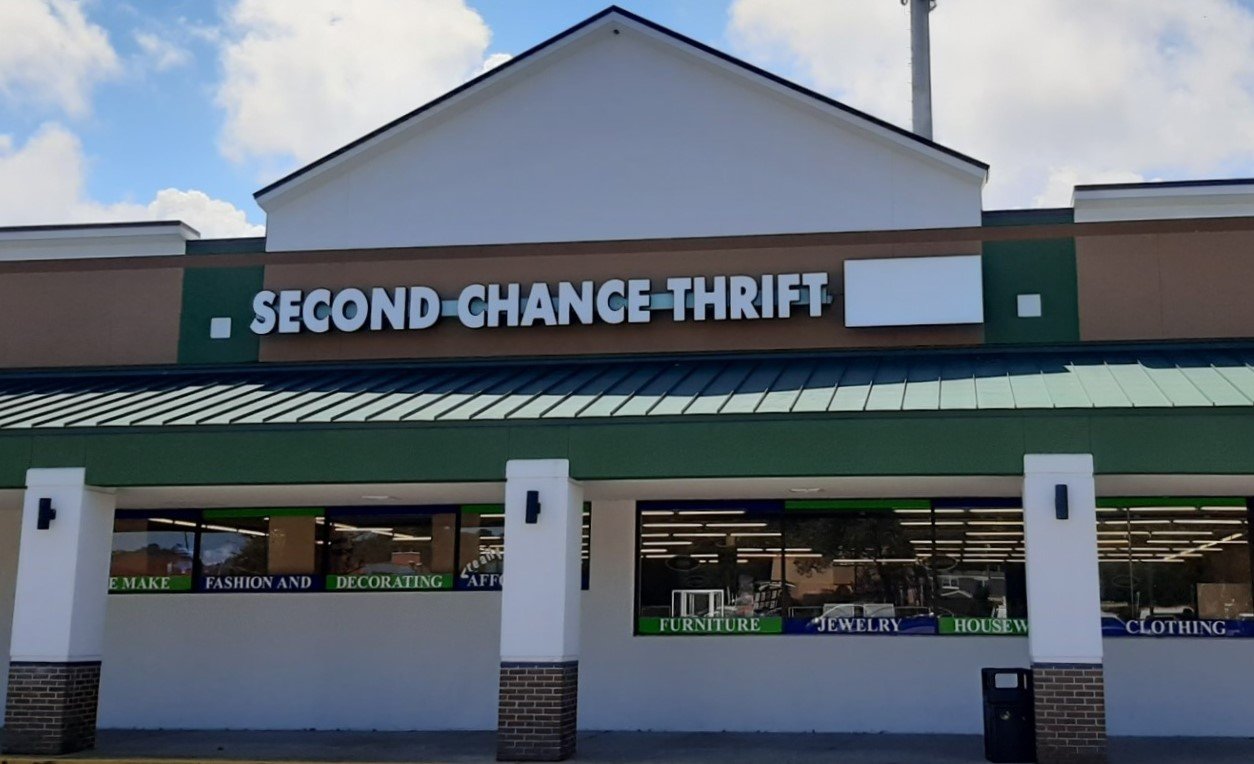 SECOND CHANCE THRIFT
E MAKE FASHION AND DECORATING AFFO
FURNITURE JEWELRY HOUSEW CLOTHING